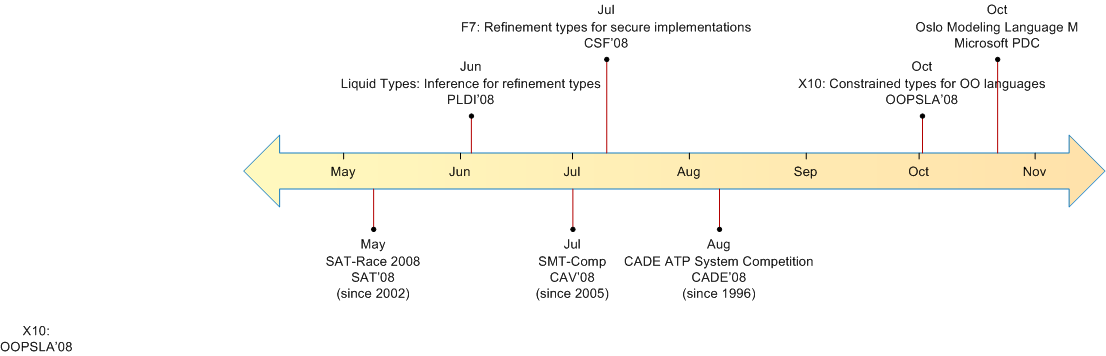 Jul
F7: Refinement types for secure implementations
CSF'08
Oct
Oslo Modeling Language M
Microsoft PDC
Jun
Liquid Types: Inference for refinement types
PLDI'08
Oct
X10: Constrained types for OO languages
OOPSLA'08
May Jun Jul Aug Sep Oct Nov
May
SAT-Race 2008
SAT'08
(since 2002)
Jul
SMT-Comp
CAV'08
(since 2005)
Aug
CADE ATP System Competition
CADE'08
(since 1996)
X10:
OOPSLA'08